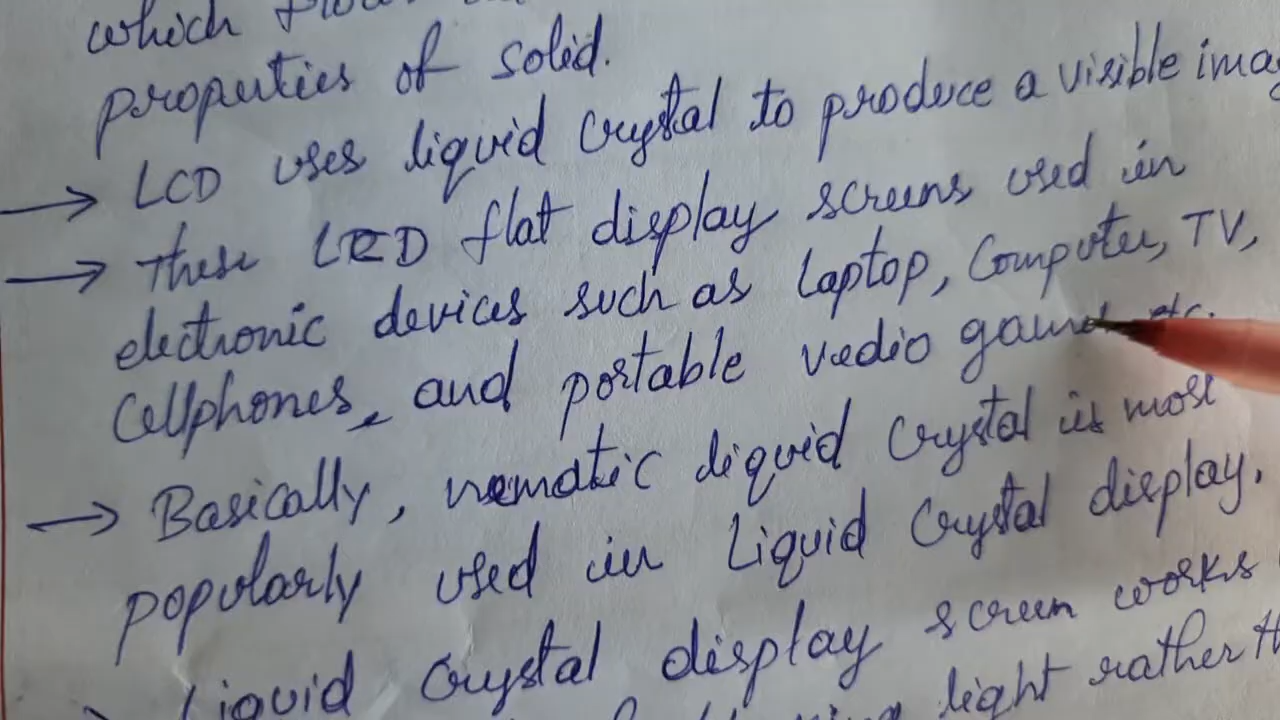 which
properties of solid.
→ LCD uses liquid crystal to produce a visible
→ These LCD flat display screens used in
electronic devices such as laptop, Computer, TV,
Cellphones, and portable vedio games etc.
→ Basically, nematic liquid crystal is most
popularly used in liquid crystal display.
liquid crystal display screen works
light rather